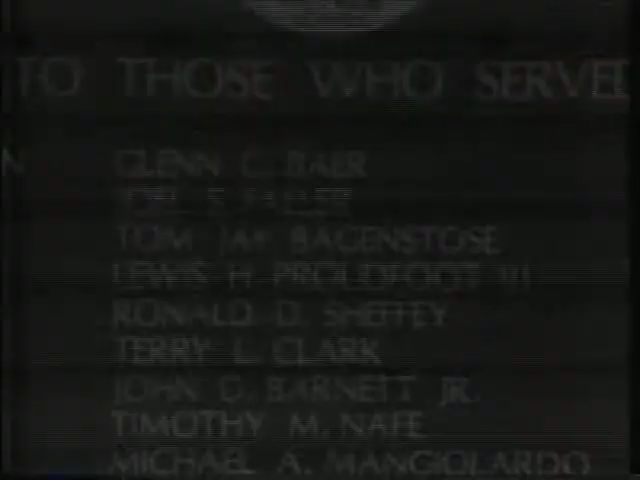 TO THOSE WHO SERVED
N GLENN C. BAER
TOM JAY BAGENSTOSE
LEWIS H. PROUDFOOT III
RONALD D. SHEFFEY
TERRY L. CLARK
JOHN D. BARNETT JR.
TIMOTHY M. NAFE
MICHAEL A. MANGIOLARDO